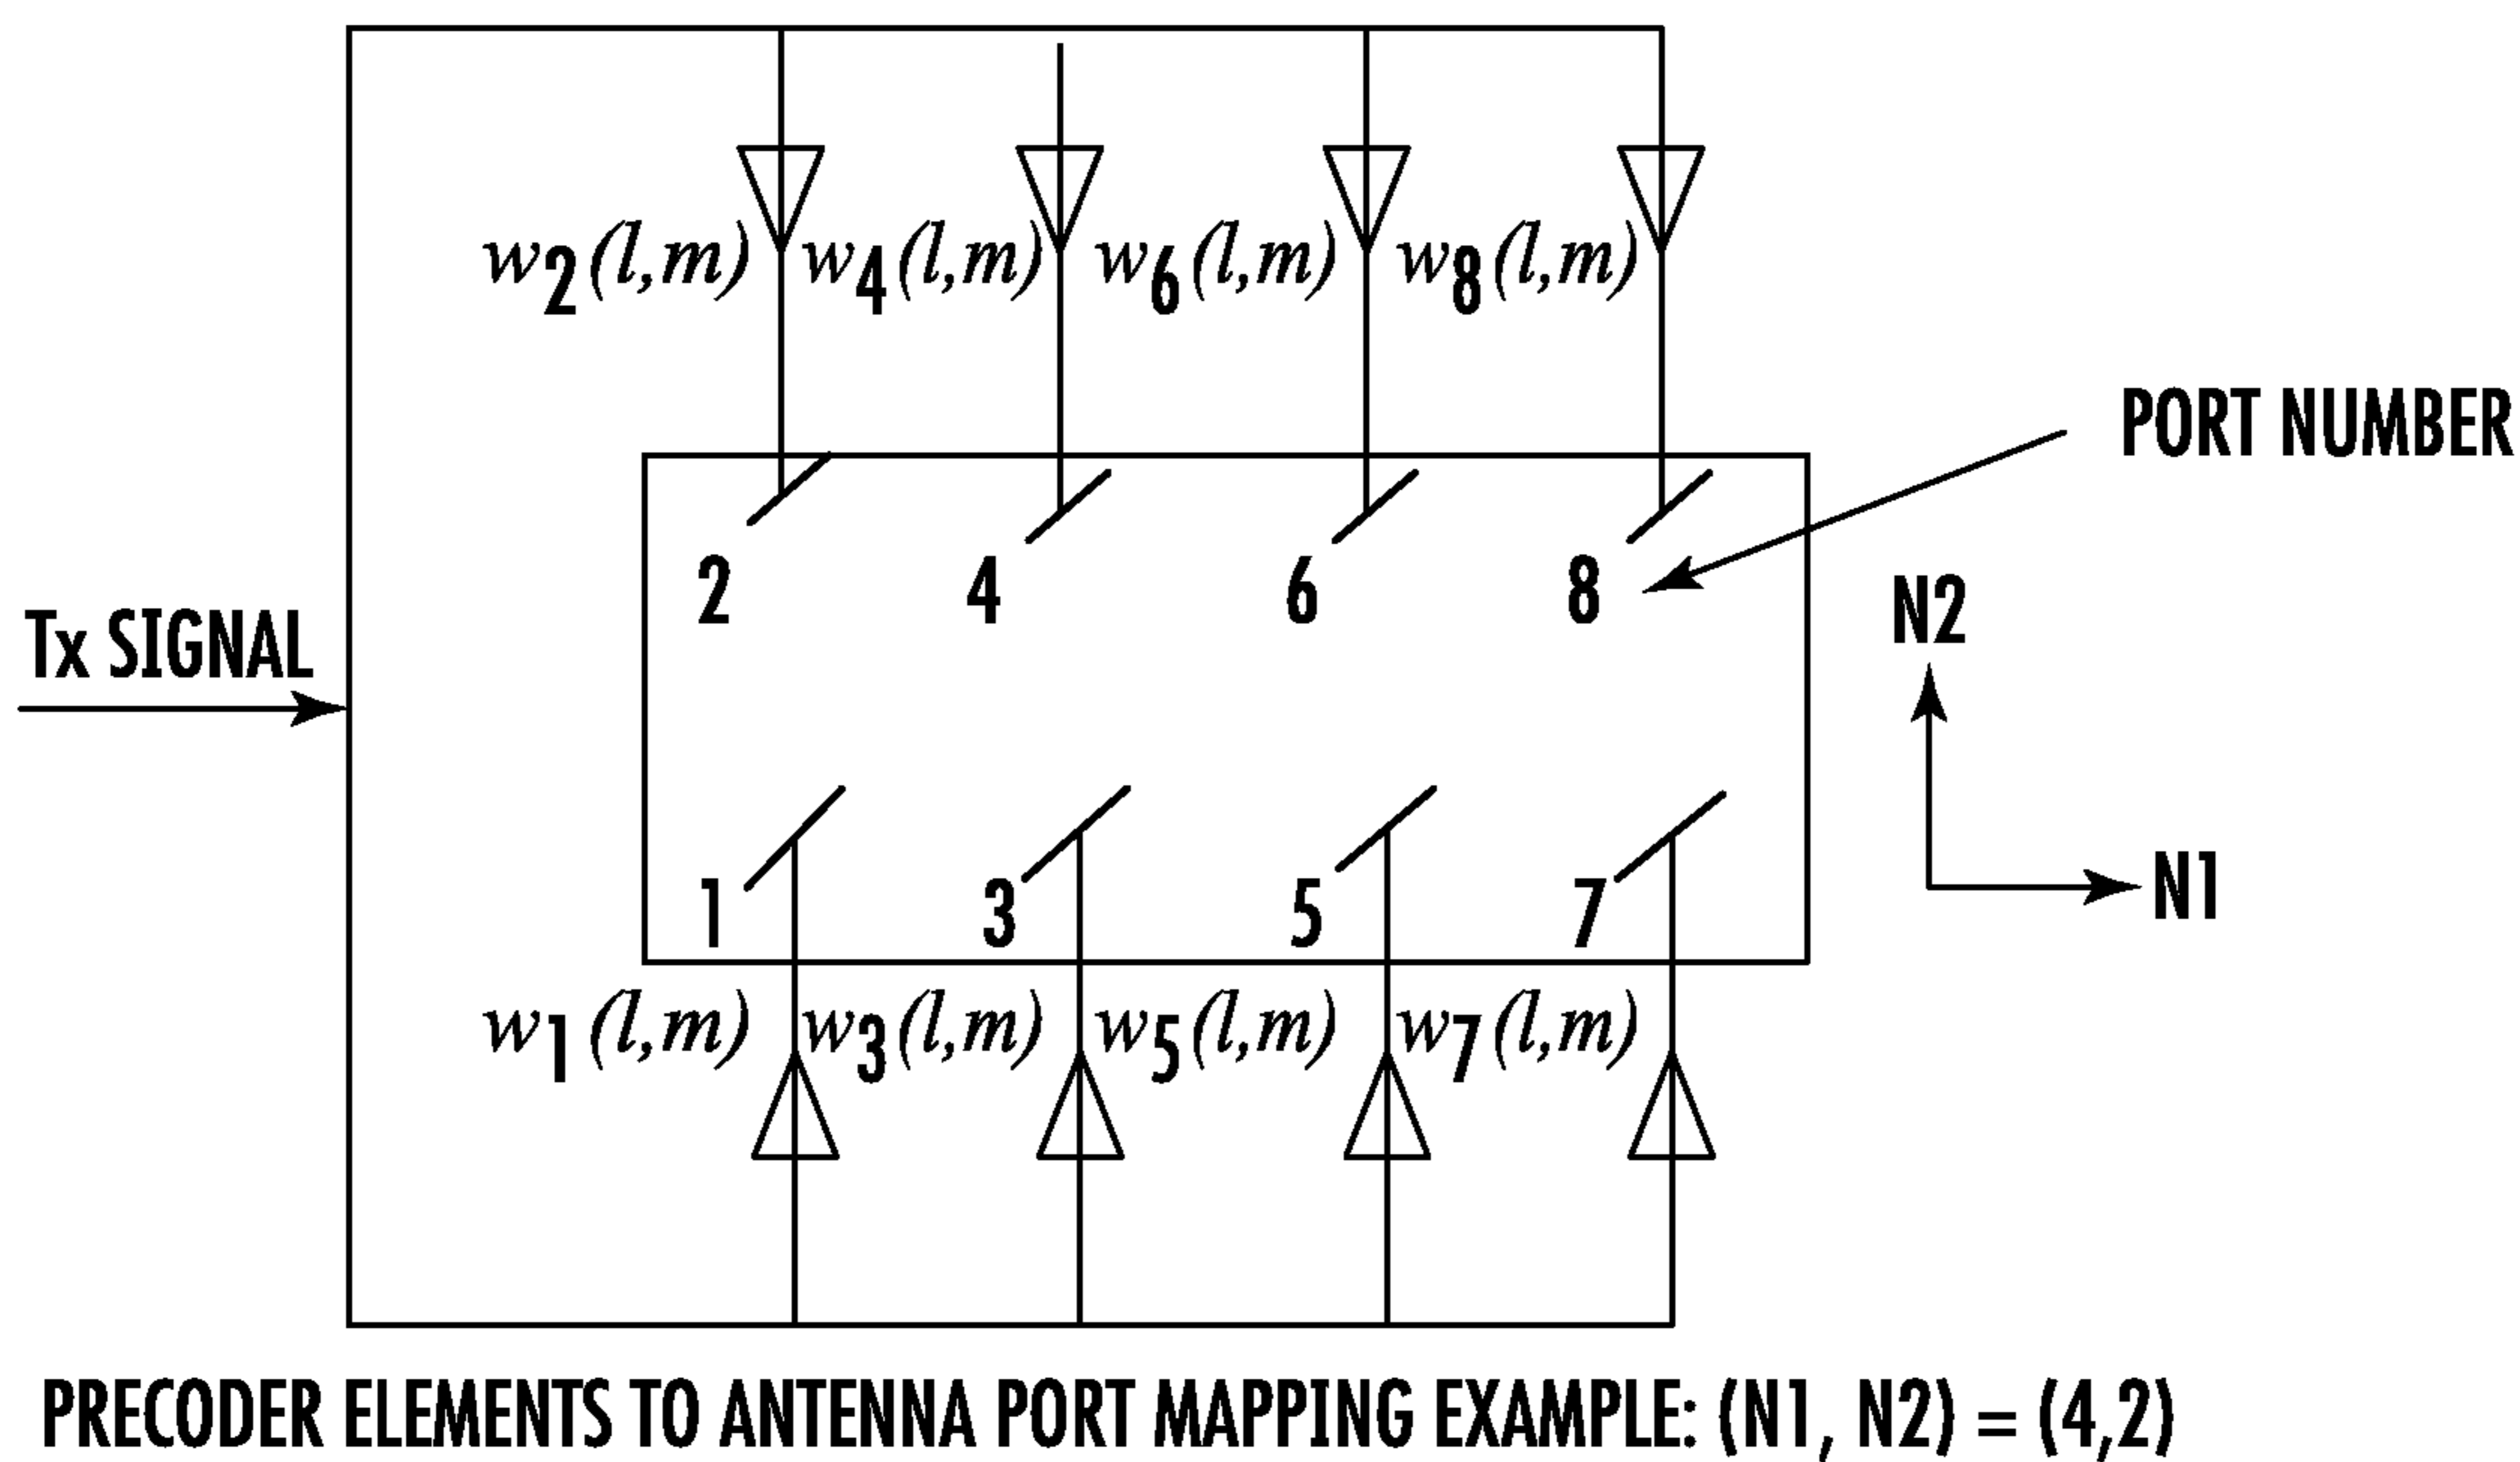 w2(l,m) w4(l,m) w6(l,m) w8(l,m)
PORT NUMBER
2 4 6 8
N2
Tx SIGNAL
1 3 5 7
N1
w1(l,m) w3(l,m) w5(l,m) w7(l,m)
PRECODER ELEMENTS TO ANTENNA PORT MAPPING EXAMPLE: (N1, N2) = (4,2)